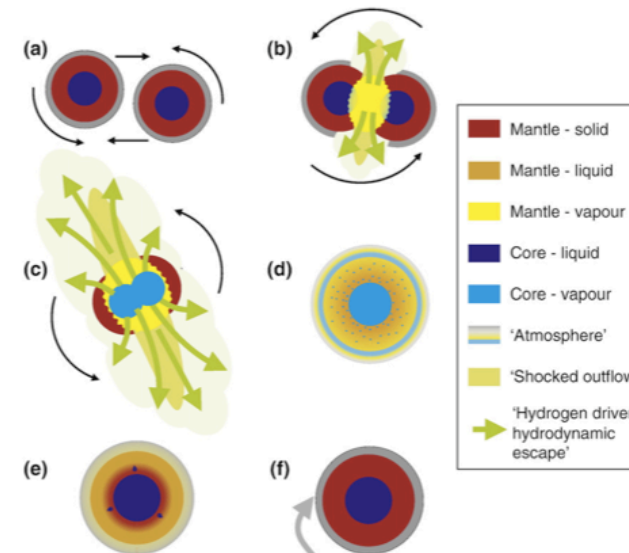 (a)
(b)
(c)
(d)
(e)
(f)
Mantle - solid
Mantle - liquid
Mantle - vapour
Core - liquid
Core - vapour
'Atmosphere'
'Shocked outflow
'Hydrogen driven
hydrodynamic
escape'